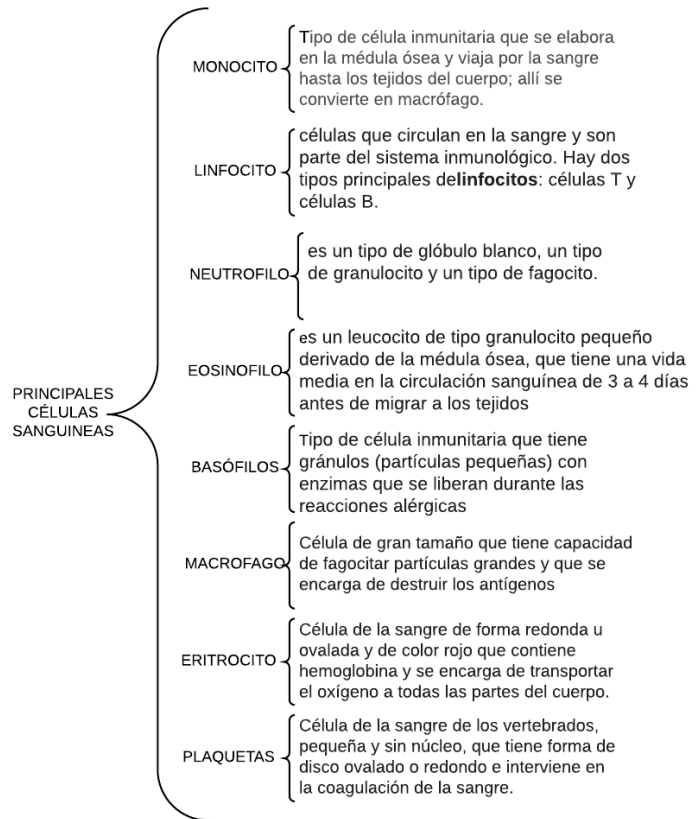 PRINCIPALES
CÉLULAS
SANGUINEAS
MONOCITO
Tipo de célula inmunitaria que se elabora
en la médula ósea y viaja por la sangre
hasta los tejidos del cuerpo; allí se
convierte en macrófago.
LINFOCITO
células que circulan en la sangre y son
parte del sistema inmunológico. Hay dos
tipos principales delinfocitos: células T y
células B.
NEUTROFILO
es un tipo de glóbulo blanco, un tipo
de granulocito y un tipo de fagocito.
EOSINOFILO
es un leucocito de tipo granulocito pequeño
derivado de la médula ósea, que tiene una vida
media en la circulación sanguínea de 3 a 4 días
antes de migrar a los tejidos
BASÓFILOS
Tipo de célula inmunitaria que tiene
gránulos (partículas pequeñas) con
enzimas que se liberan durante las
reacciones alérgicas
MACROFAGO
Célula de gran tamaño que tiene capacidad
de fagocitar partículas grandes y que se
encarga de destruir los antígenos
ERITROCITO
Célula de la sangre de forma redonda u
ovalada y de color rojo que contiene
hemoglobina y se encarga de transportar
el oxígeno a todas las partes del cuerpo.
PLAQUETAS
Célula de la sangre de los vertebrados,
pequeña y sin núcleo, que tiene forma de
disco ovalado o redondo e interviene en
la coagulación de la sangre.